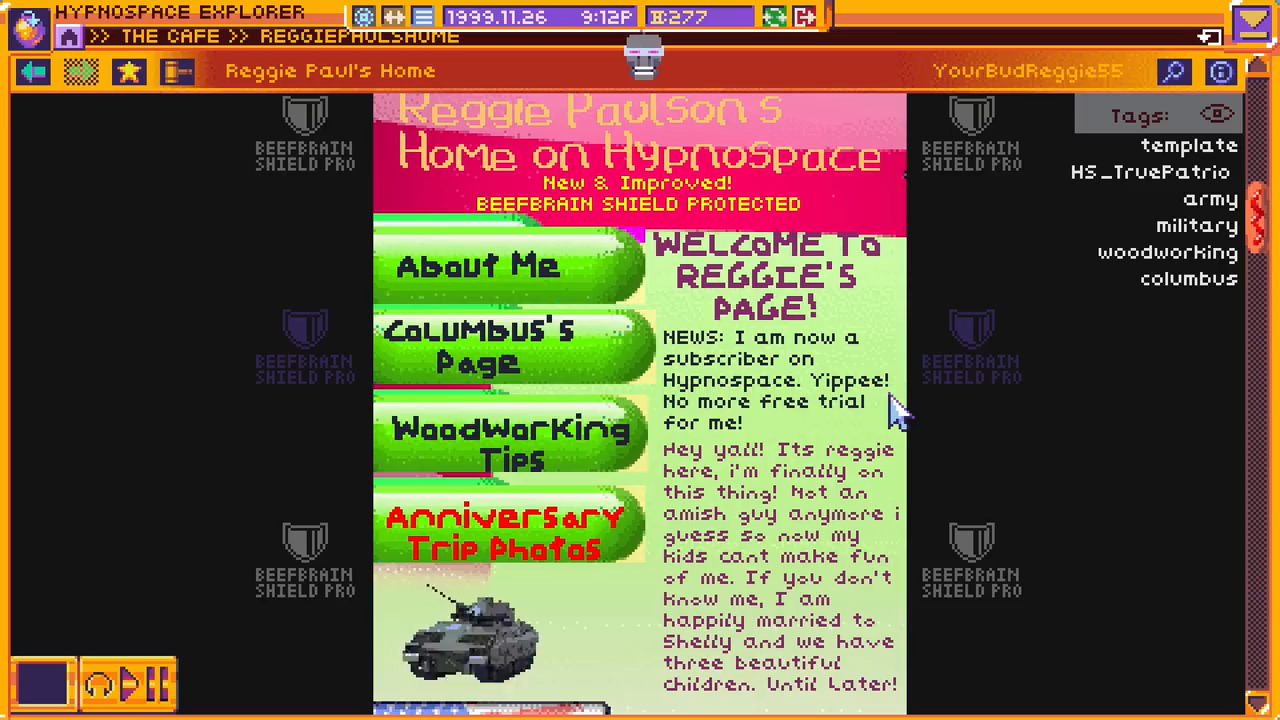 HYPNOSPACE EXPLORER
1999.11.26 9:12P
:277
>> THE CAFE >> REGGIEPAULSHOME
Reggie Paul's Home
YourBudReggie55
Reggie Paulson's
Home on Hypnospace
New & Improved!
BEEFBRAIN SHIELD PROTECTED
BEEFBRAIN
SHIELD PRO
BEEFBRAIN
SHIELD PRO
Tags:
template
HS_TruePatrio
army
military
woodworking
columbus
About Me
Columbus's
Page
Woodworking
Tips
Anniversary
Trip Photos
WELCOME TO
REGGIE'S
PAGE!
NEWS: I am now a
subscriber on
Hypnospace. Yippee!
No more free trial
for me!
Hey yall! Its reggie
here, i'm finally on
this thing! Not an
amish guy anymore i
guess so now my
kids cant make fun
of me. If you don't
know me, I am
happily married to
Shelly and we have
three beautiful
children. Until Later!
BEEFBRAIN
SHIELD PRO
BEEFBRAIN
SHIELD PRO
BEEFBRAIN
SHIELD PRO
BEEFBRAIN
SHIELD PRO